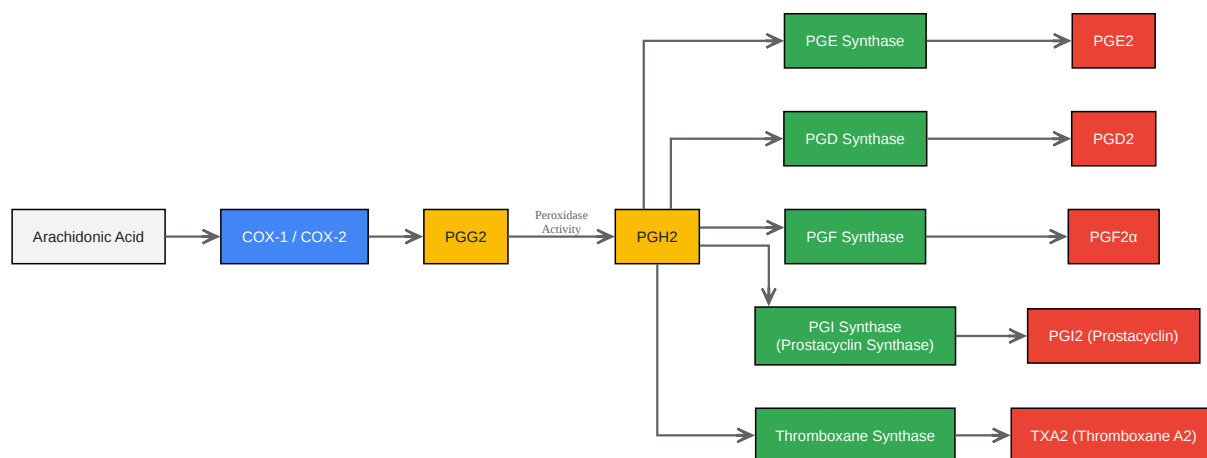 PGE Synthase
PGE2
PGD Synthase
PGD2
Arachidonic Acid
COX-1 / COX-2
PGG2
Peroxidase
Activity
PGH2
PGF Synthase
PGF2α
PGI Synthase
(Prostacyclin Synthase)
PGI2 (Prostacyclin)
Thromboxane Synthase
TXA2 (Thromboxane A2)